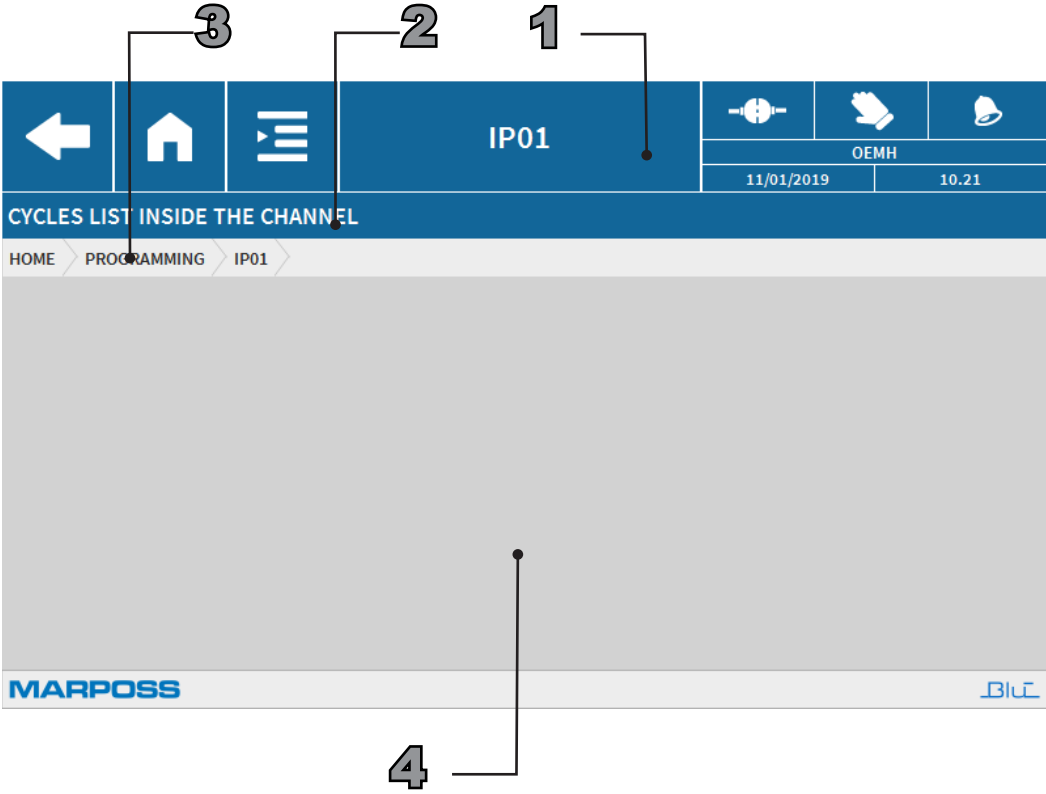 3 2 1
IP01
OEMH
11/01/2019 10.21
CYCLES LIST INSIDE THE CHANNEL
HOME PROGRAMMING IP01
MARPOSS Blù
4